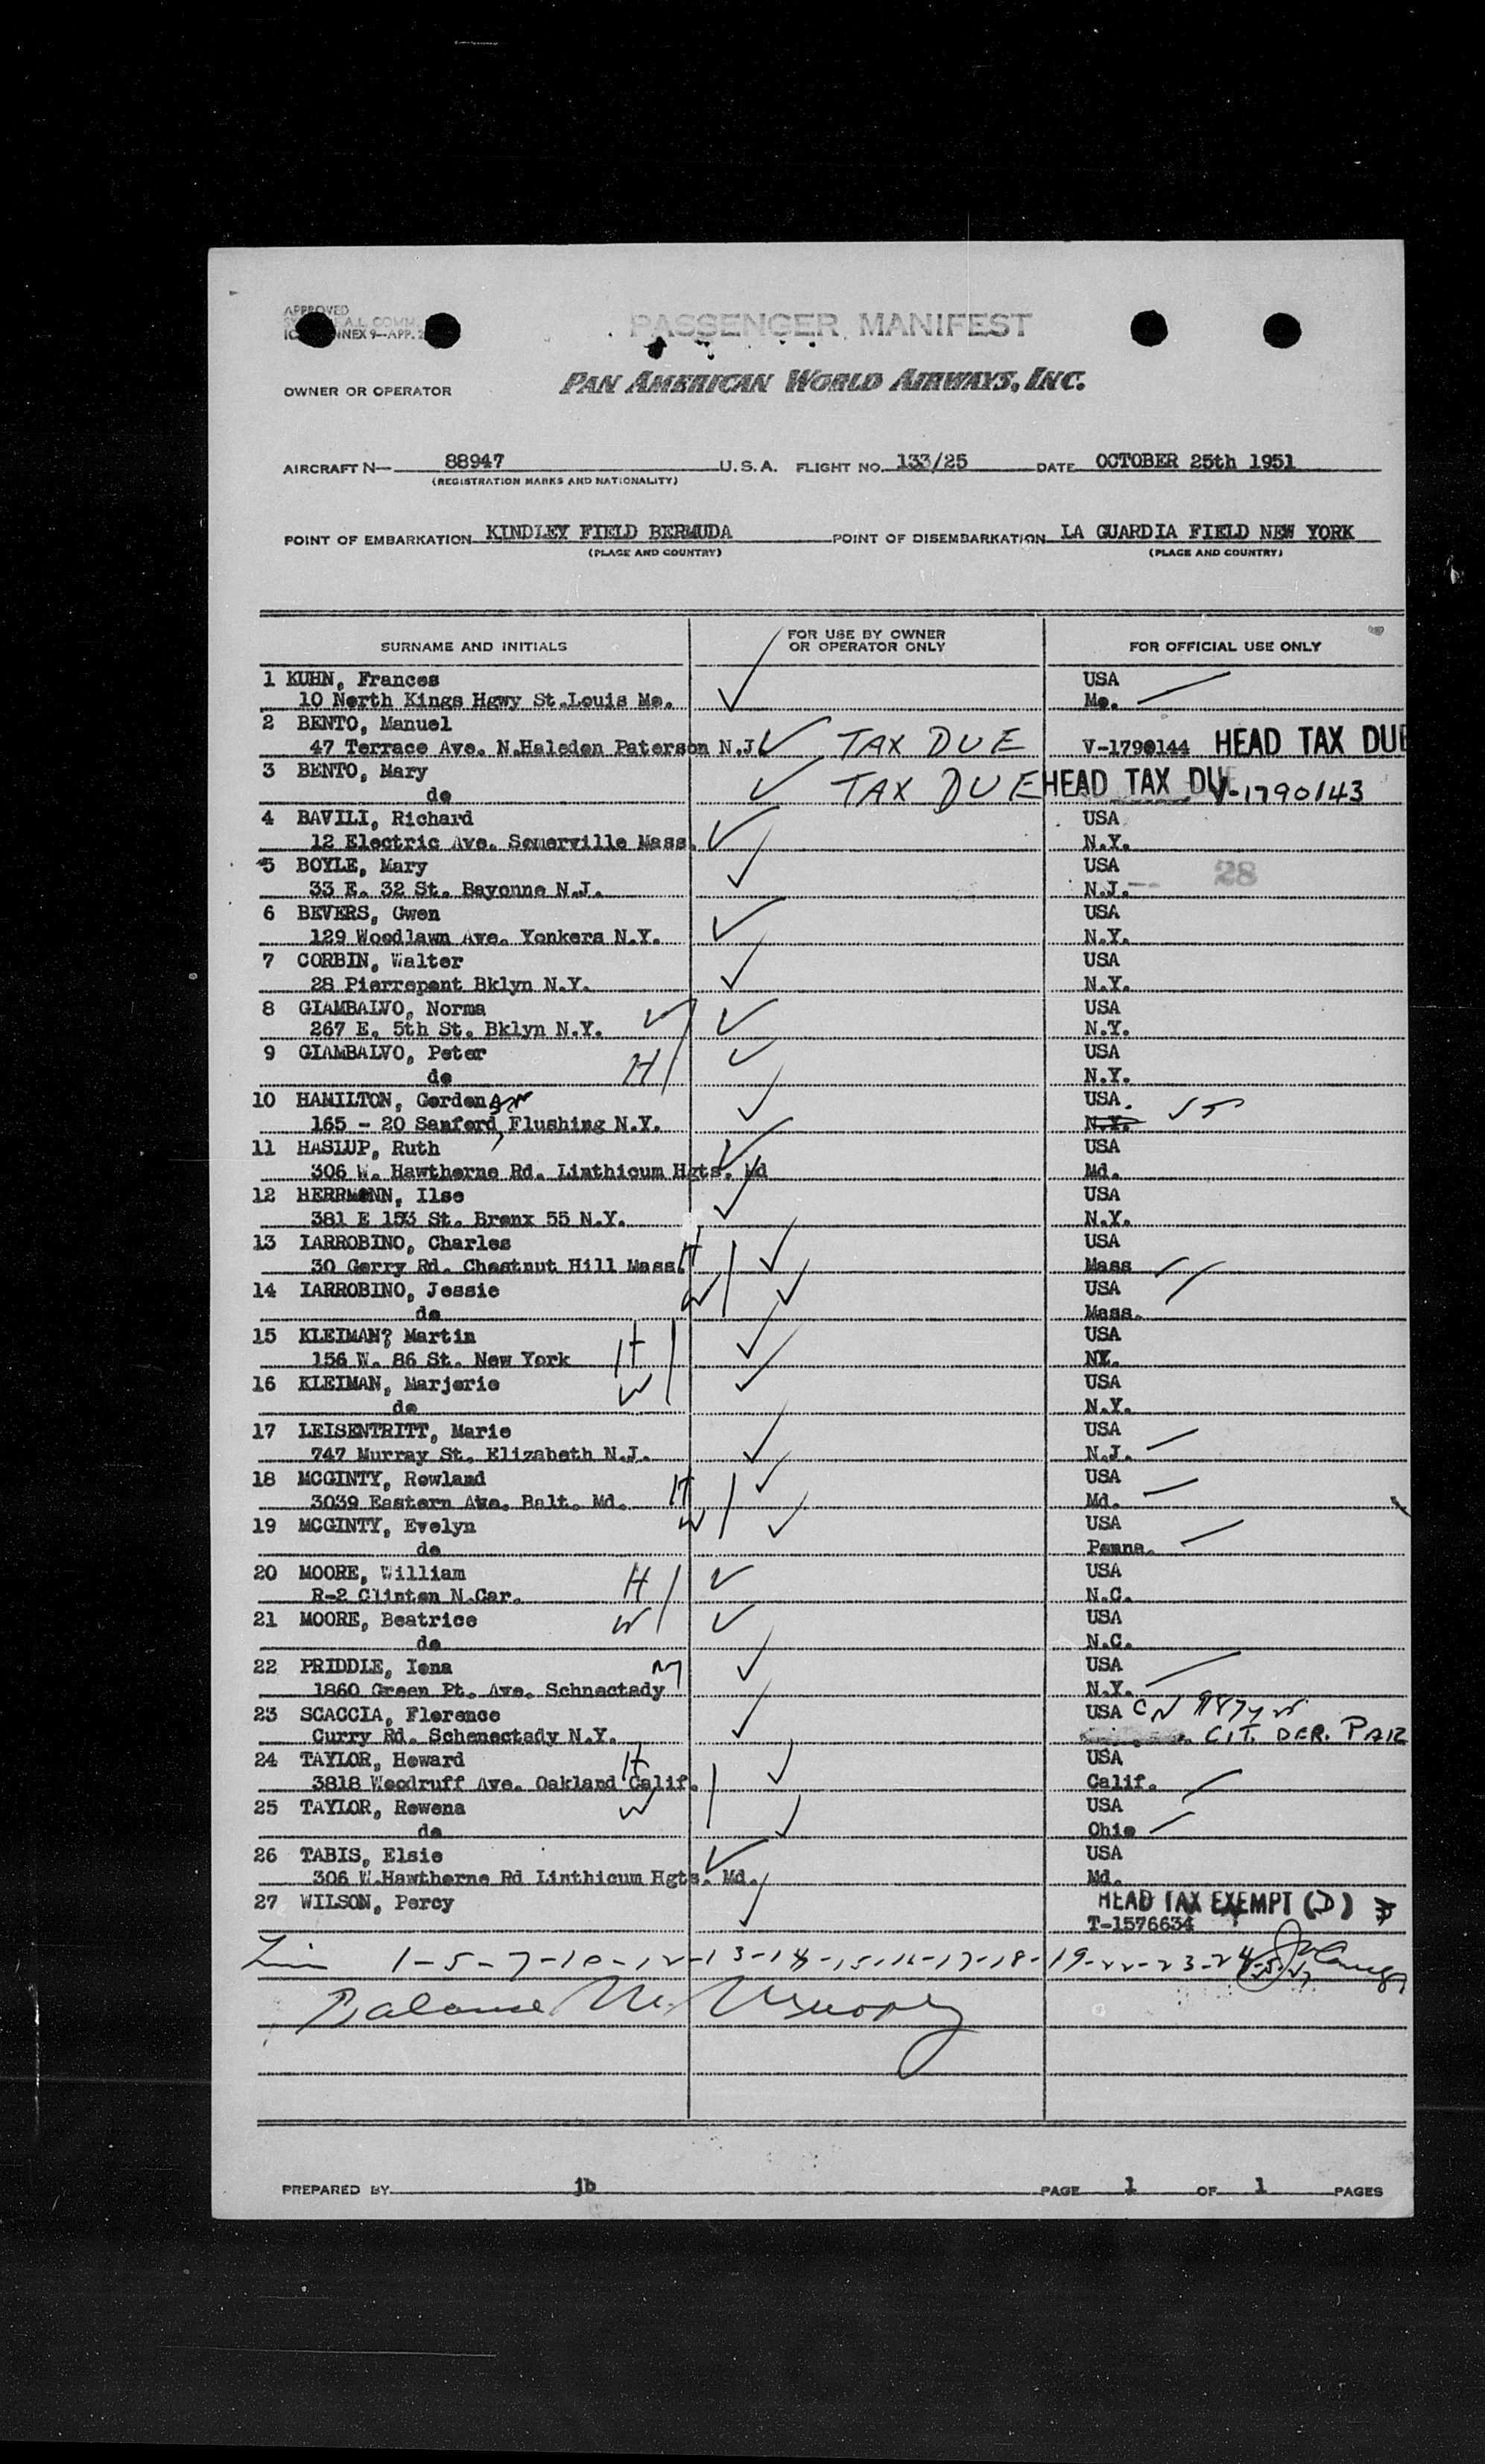 APPROVED
A.L. COMM.
NNEX 9—APP. 2
PASSENGER MANIFEST
OWNER OR OPERATOR PAN AMERICAN WORLD AIRWAYS, INC.
AIRCRAFT N— 88947 U.S.A. FLIGHT NO. 133/25 DATE OCTOBER 25th 1951
(REGISTRATION MARKS AND NATIONALITY)
POINT OF EMBARKATION KINDLEY FIELD BERMUDA POINT OF DISEMBARKATION LA GUARDIA FIELD NEW YORK
(PLACE AND COUNTRY) (PLACE AND COUNTRY)
SURNAME AND INITIALS FOR USE BY OWNER OR OPERATOR ONLY FOR OFFICIAL USE ONLY
1 KUHN, Frances USA
10 North Kings Hgwy St.Louis Mo. Mo.
2 BENTO, Manuel
47 Terrace Ave. N.Haledon Paterson N.J. TAX DUE V-1790144 HEAD TAX DUE
3 BENTO, Mary
do TAX DUE HEAD TAX DUE V-1790143
4 BAVILI, Richard USA
12 Electric Ave. Somerville Mass. N.Y.
5 BOYLE, Mary USA
33 E. 32 St. Bayonne N.J. N.J. 28
6 BEVERS, Gwen USA
129 Woodlawn Ave. Yonkers N.Y. N.Y.
7 CORBIN, Walter USA
28 Pierrepont Bklyn N.Y. N.Y.
8 GIAMBALVO, Norma USA
267 E. 5th St. Bklyn N.Y. N.Y.
9 GIAMBALVO, Peter USA
do H N.Y.
10 HAMILTON, Gordon USA.
165 - 20 Sanford, Flushing N.Y. N.Y.
11 HASLUP, Ruth USA
306 W. Hawthorne Rd. Linthicum Hgts. Md Md.
12 HERRMANN, Ilse USA
381 E 153 St. Bronx 55 N.Y. N.Y.
13 IARROBINO, Charles USA
30 Gerry Rd. Chestnut Hill Mass. H Mass
14 IARROBINO, Jessie W USA
do Mass.
15 KLEIMAN? Martin USA
156 W. 86 St. New York H NY.
16 KLEIMAN, Marjorie W USA
do N.Y.
17 LEISENTRITT, Marie USA
747 Murray St. Elizabeth N.J. N.J.
18 MCGINTY, Rowland USA
3039 Eastern Ave. Balt. Md. H Md.
19 MCGINTY, Evelyn W USA
do Penna.
20 MOORE, William USA
R-2 Clinton N.Car. H N.C.
21 MOORE, Beatrice W USA
do N.C.
22 PRIDDLE, Iona USA
1860 Green Pt. Ave. Schnectady N.Y.
23 SCACCIA, Florence USA CN
Curry Rd. Schenectady N.Y. CIT. DER. PAR
24 TAYLOR, Howard H USA
3818 Woodruff Ave. Oakland Calif. Calif.
25 TAYLOR, Rowena W USA
do Ohio
26 TABIS, Elsie USA
306 W.Hawthorne Rd Linthicum Hgts. Md. Md.
27 WILSON, Percy HEAD TAX EXEMPT (D)
T-1576634
1-5-7-10-12-13-14-15-16-17-18-19-22-23-24
Balance
PREPARED BY jb PAGE 1 OF 1 PAGES